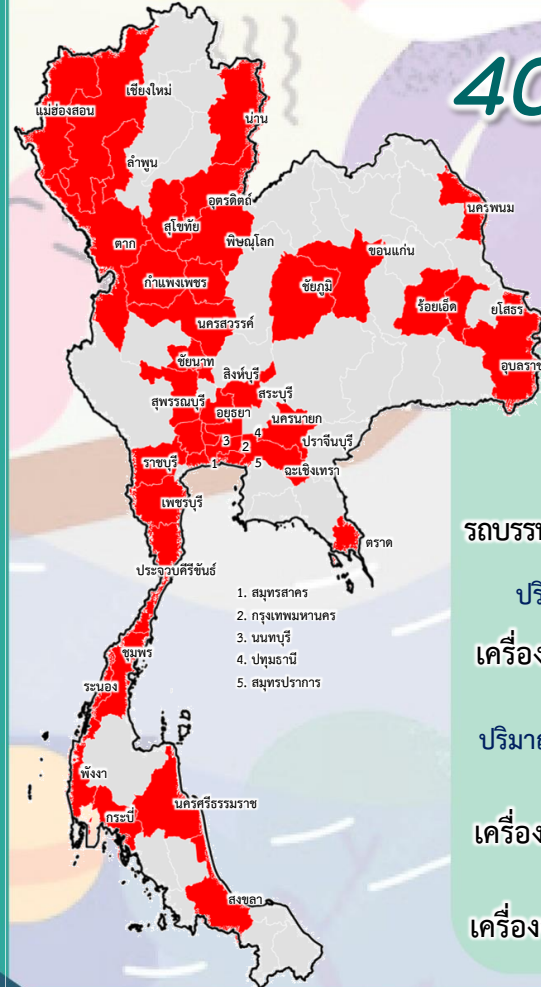 40
เชียงใหม่
แม่ฮ่องสอน
น่าน
ลำพูน
อุตรดิตถ์
นครพนม
สุโขทัย
ตาก
พิษณุโลก
ขอนแก่น
กำแพงเพชร
ชัยภูมิ
ร้อยเอ็ด
ยโสธร
นครสวรรค์
ชัยนาท
สิงห์บุรี
อุบลราช
สระบุรี
สุพรรณบุรี
อยุธยา
นครนายก
4
3
2
ปราจีนบุรี
ราชบุรี
1
5
ฉะเชิงเทรา
เพชรบุรี
รถบรรท
ตราด
ประจวบคีรีขันธ์
1. สมุทรสาคร
2. กรุงเทพมหานคร
3. นนทบุรี
4. ปทุมธานี
5. สมุทรปราการ
ปริ
ชุมพร
เครื่อง
ระนอง
ปริมาณ
พังงา
นครศรีธรรมราช
กระบี่
เครื่อง
สงขลา
เครื่อง